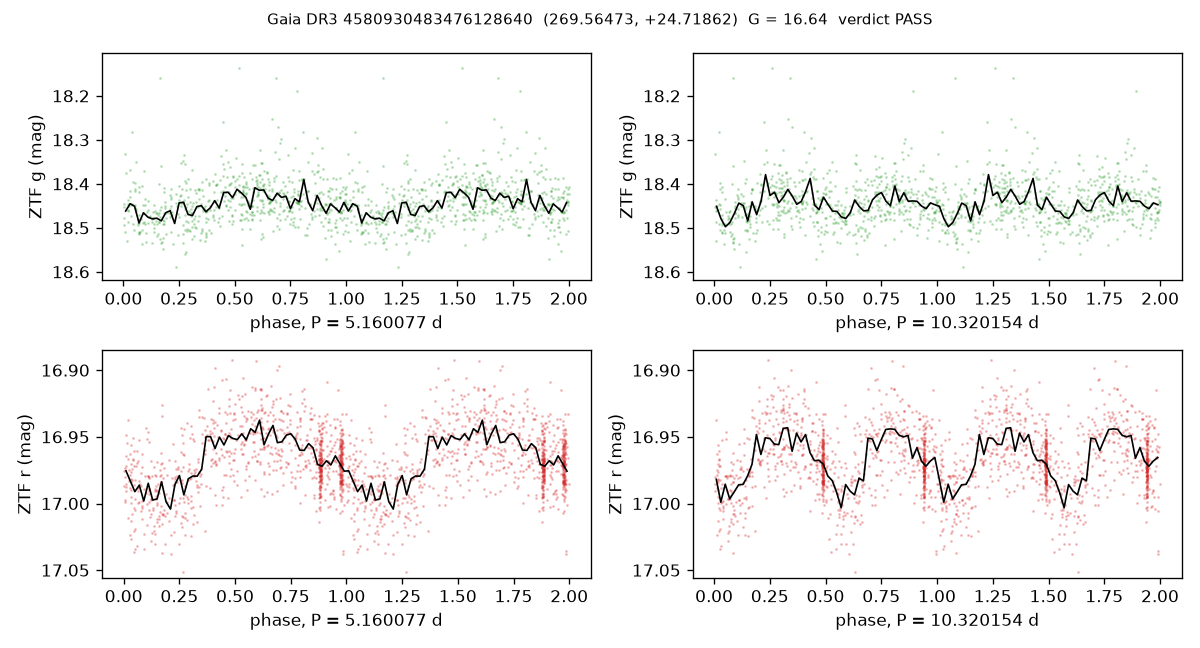 Gaia DR3 4580930483476128640 (269.56473, +24.71862) G = 16.64 verdict PASS
ZTF g (mag)
18.2
18.3
18.4
18.5
18.6
0.00 0.25 0.50 0.75 1.00 1.25 1.50 1.75 2.00
phase, P = 5.160077 d
ZTF g (mag)
18.2
18.3
18.4
18.5
18.6
0.00 0.25 0.50 0.75 1.00 1.25 1.50 1.75 2.00
phase, P = 10.320154 d
ZTF r (mag)
16.90
16.95
17.00
17.05
0.00 0.25 0.50 0.75 1.00 1.25 1.50 1.75 2.00
phase, P = 5.160077 d
ZTF r (mag)
16.90
16.95
17.00
17.05
0.00 0.25 0.50 0.75 1.00 1.25 1.50 1.75 2.00
phase, P = 10.320154 d